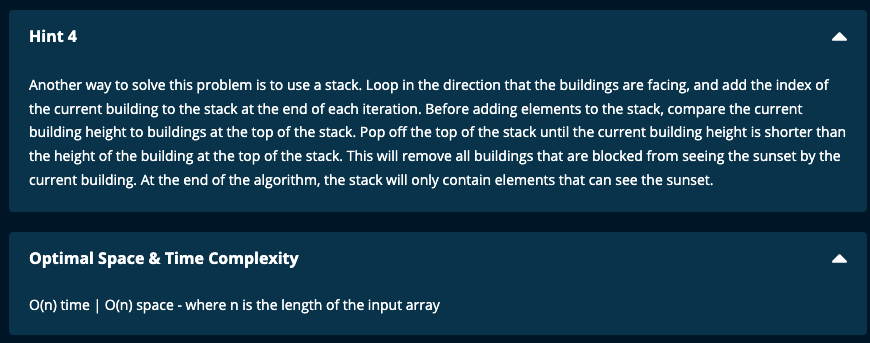 Hint 4
Another way to solve this problem is to use a stack. Loop in the direction that the buildings are facing, and add the index of
the current building to the stack at the end of each iteration. Before adding elements to the stack, compare the current
building height to buildings at the top of the stack. Pop off the top of the stack until the current building height is shorter than
the height of the building at the top of the stack. This will remove all buildings that are blocked from seeing the sunset by the
current building. At the end of the algorithm, the stack will only contain elements that can see the sunset.
Optimal Space & Time Complexity
O(n) time | O(n) space - where n is the length of the input array